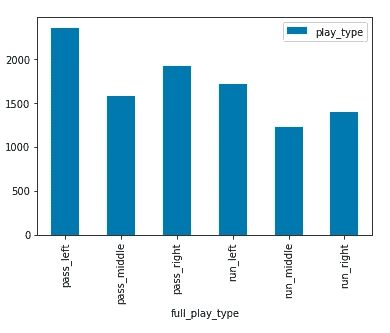 play_type
2000
1500
1000
500
0
pass_left
pass_middle
pass_right
run_left
run_middle
run_right
full_play_type